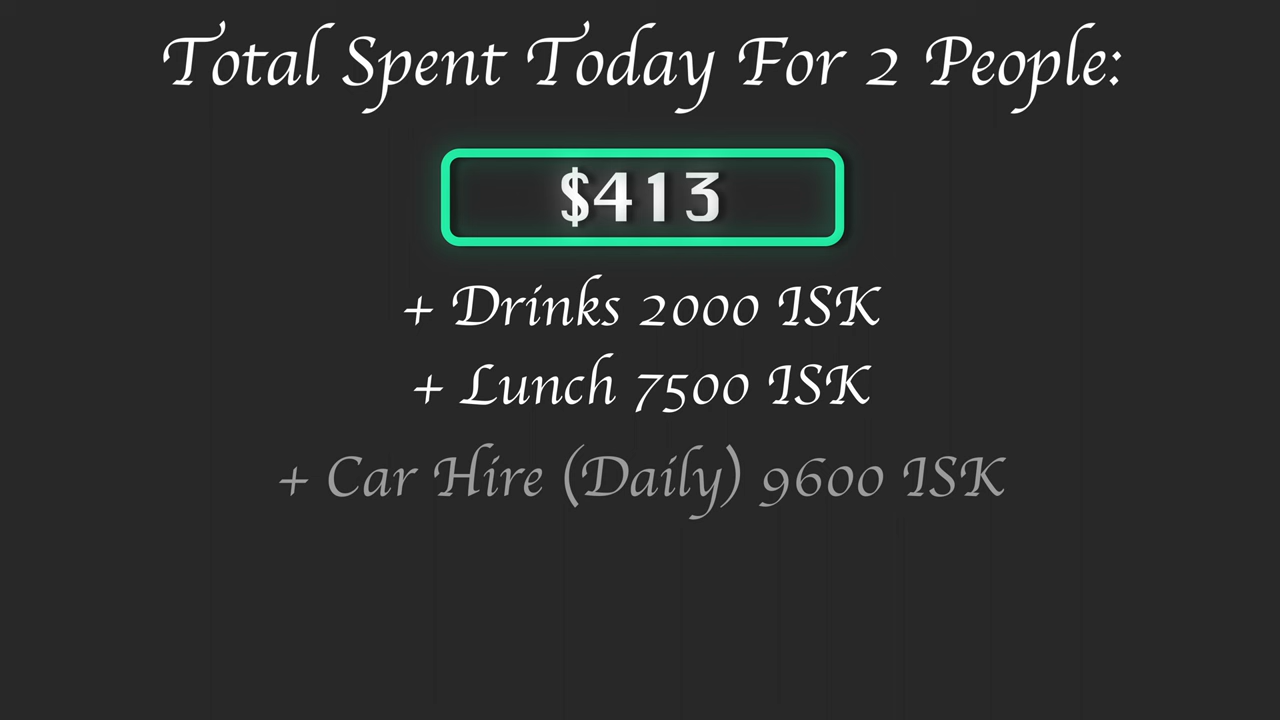 Total Spent Today For 2 People:
$413
+ Drinks 2000 ISK
+ Lunch 7500 ISK
+ Car Hire (Daily) 9600 ISK